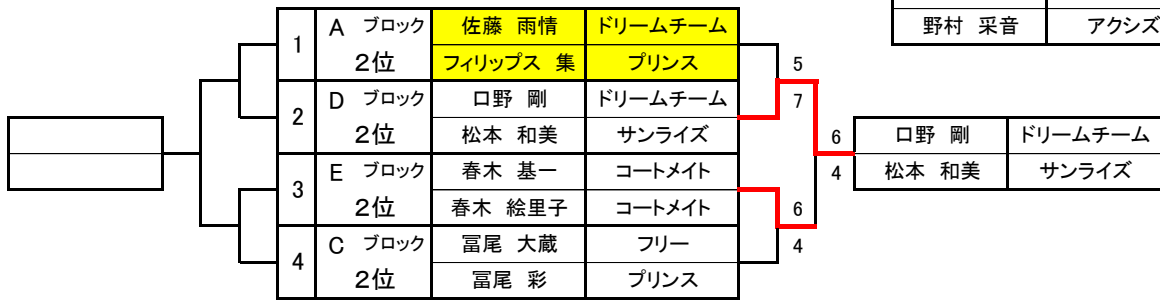 野村 采音 アクシズ
1 A ブロック 2位 佐藤 雨情 ドリームチーム
フィリップス 集 プリンス
5
7
2 D ブロック 2位 口野 剛 ドリームチーム
松本 和美 サンライズ
6 口野 剛 ドリームチーム
4 松本 和美 サンライズ
3 E ブロック 2位 春木 基一 コートメイト
春木 絵里子 コートメイト
6
4
4 C ブロック 2位 冨尾 大蔵 フリー
冨尾 彩 プリンス